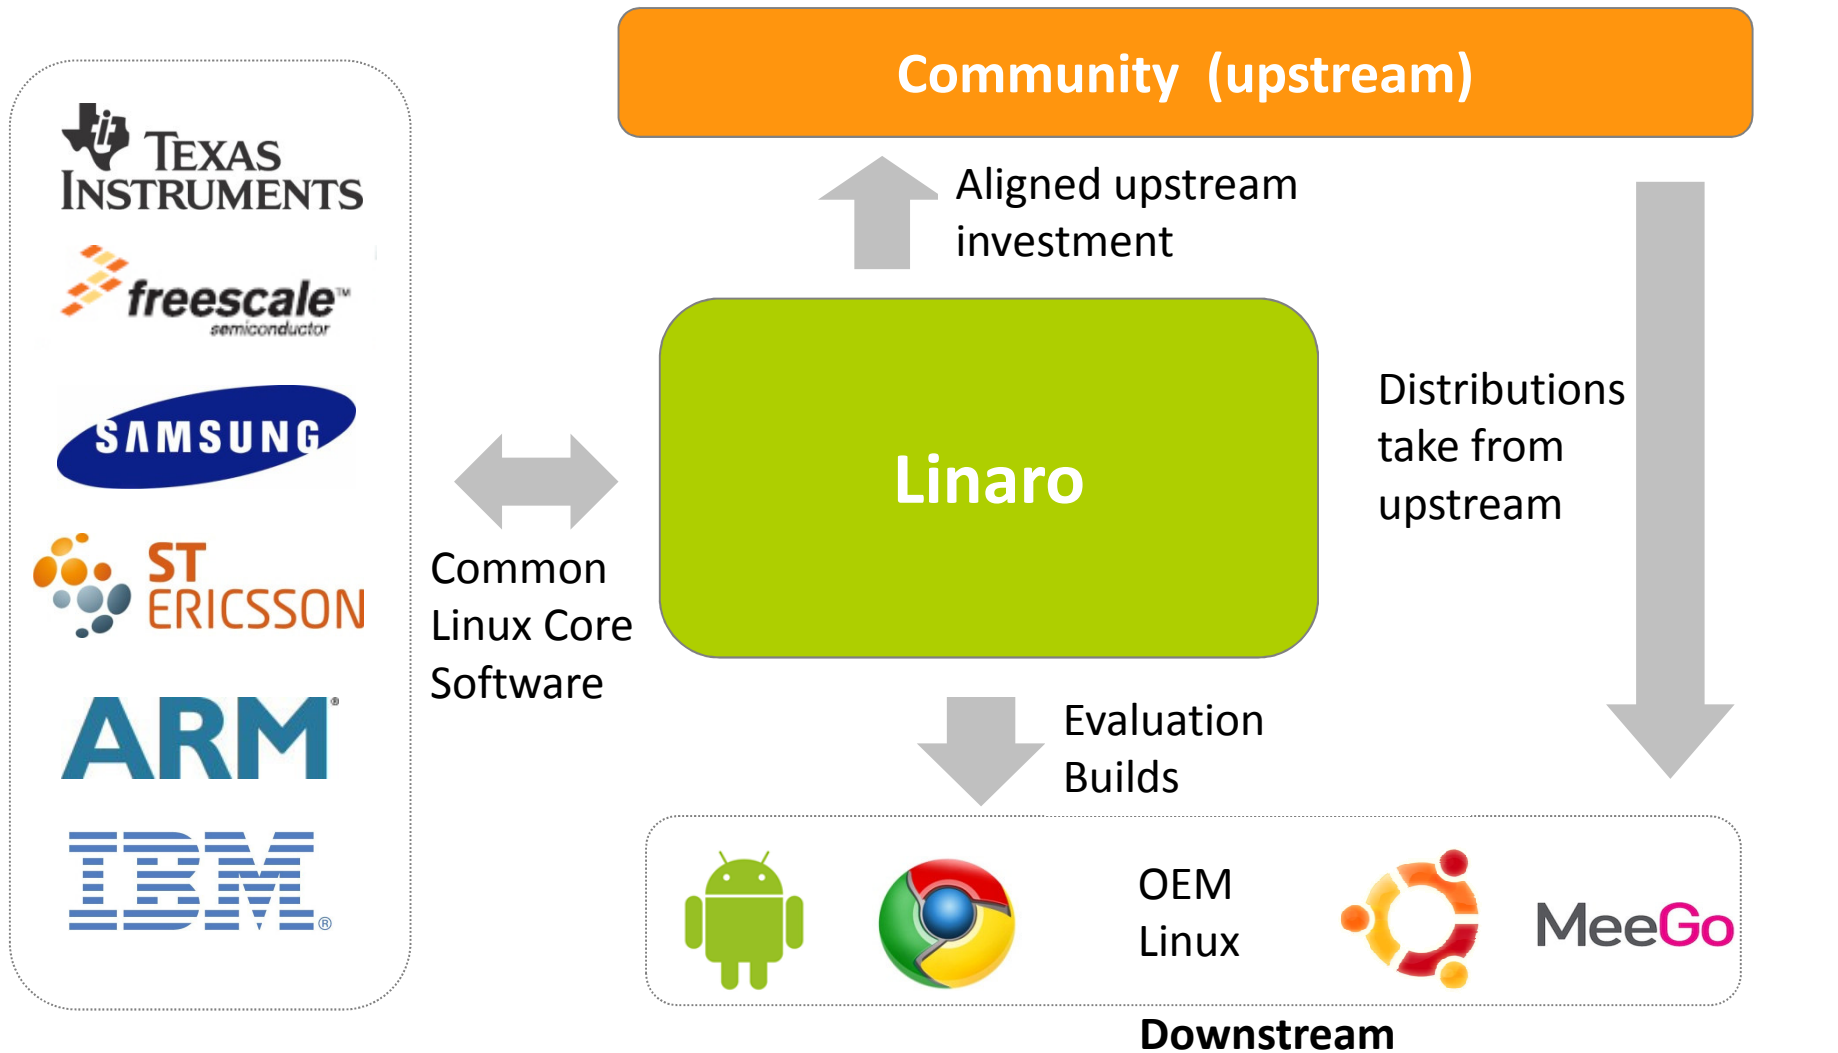 Community (upstream)
TEXAS
INSTRUMENTS
freescale™
semiconductor
SAMSUNG
ST
ERICSSON
ARM®
IBM®
Aligned upstream
investment
Linaro
Distributions
take from
upstream
Common
Linux Core
Software
Evaluation
Builds
OEM
Linux
MeeGo
Downstream